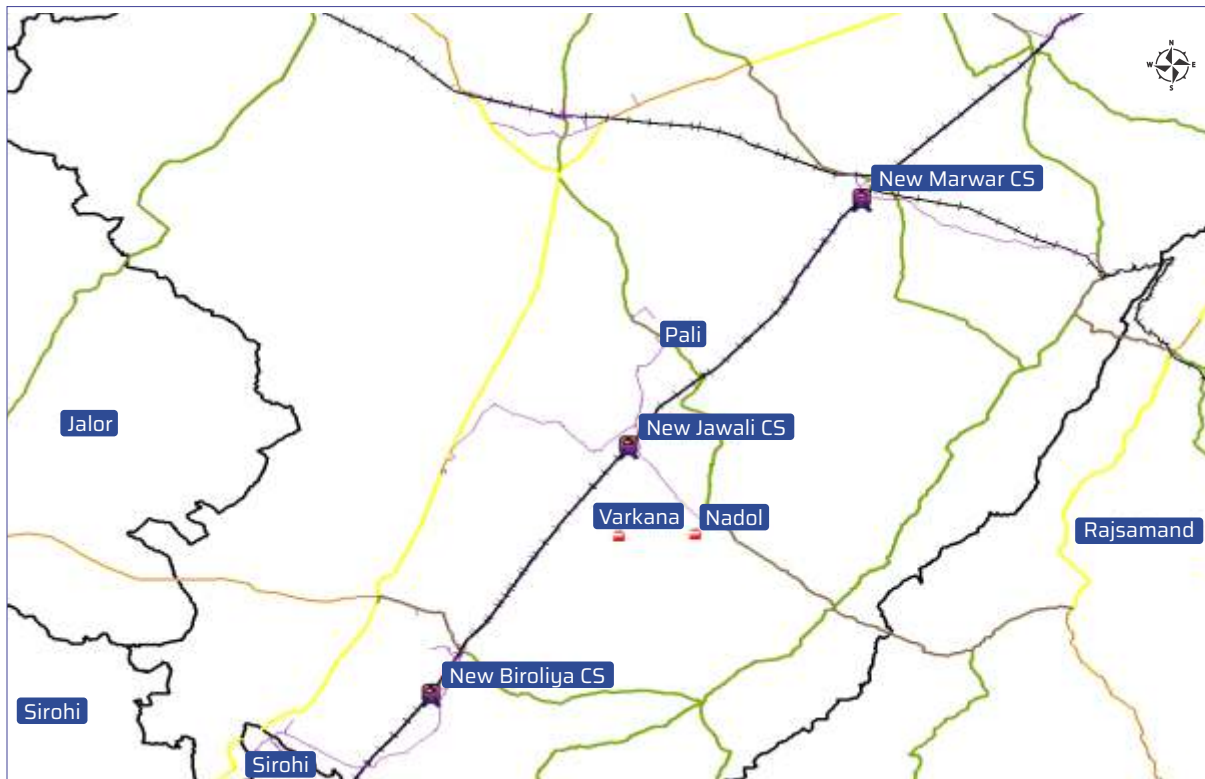 N
W E
S
New Marwar CS
Pali
Jalor
New Jawali CS
Varkana
Nadol
Rajsamand
New Biroliya CS
Sirohi
Sirohi